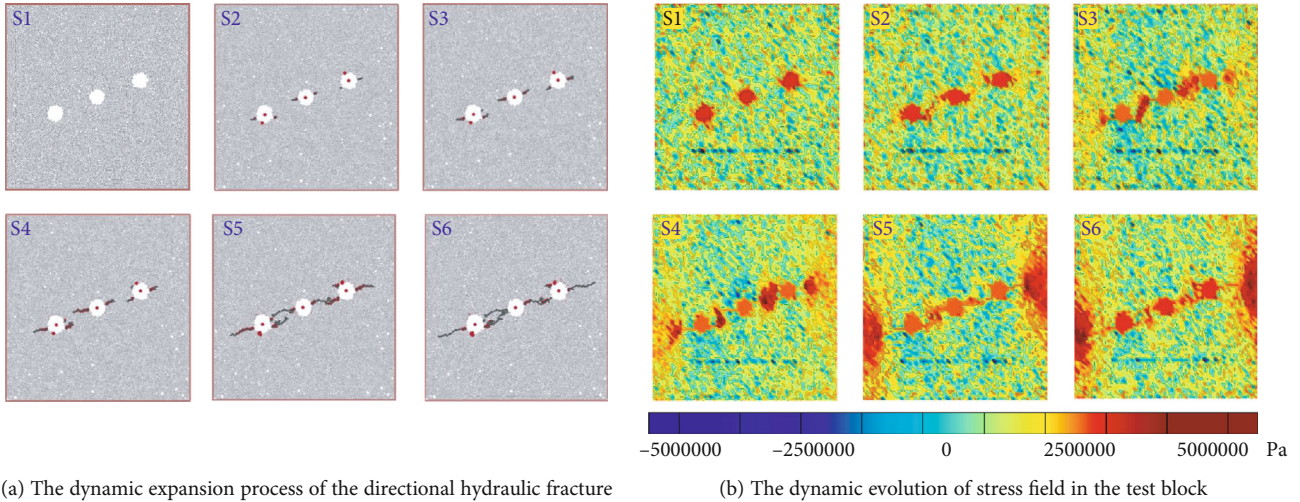 S1
S2
S3
S4
S5
S6
(a) The dynamic expansion process of the directional hydraulic fracture
S1
S2
S3
S4
S5
S6
–5000000 –2500000 0 2500000 5000000 Pa
(b) The dynamic evolution of stress field in the test block